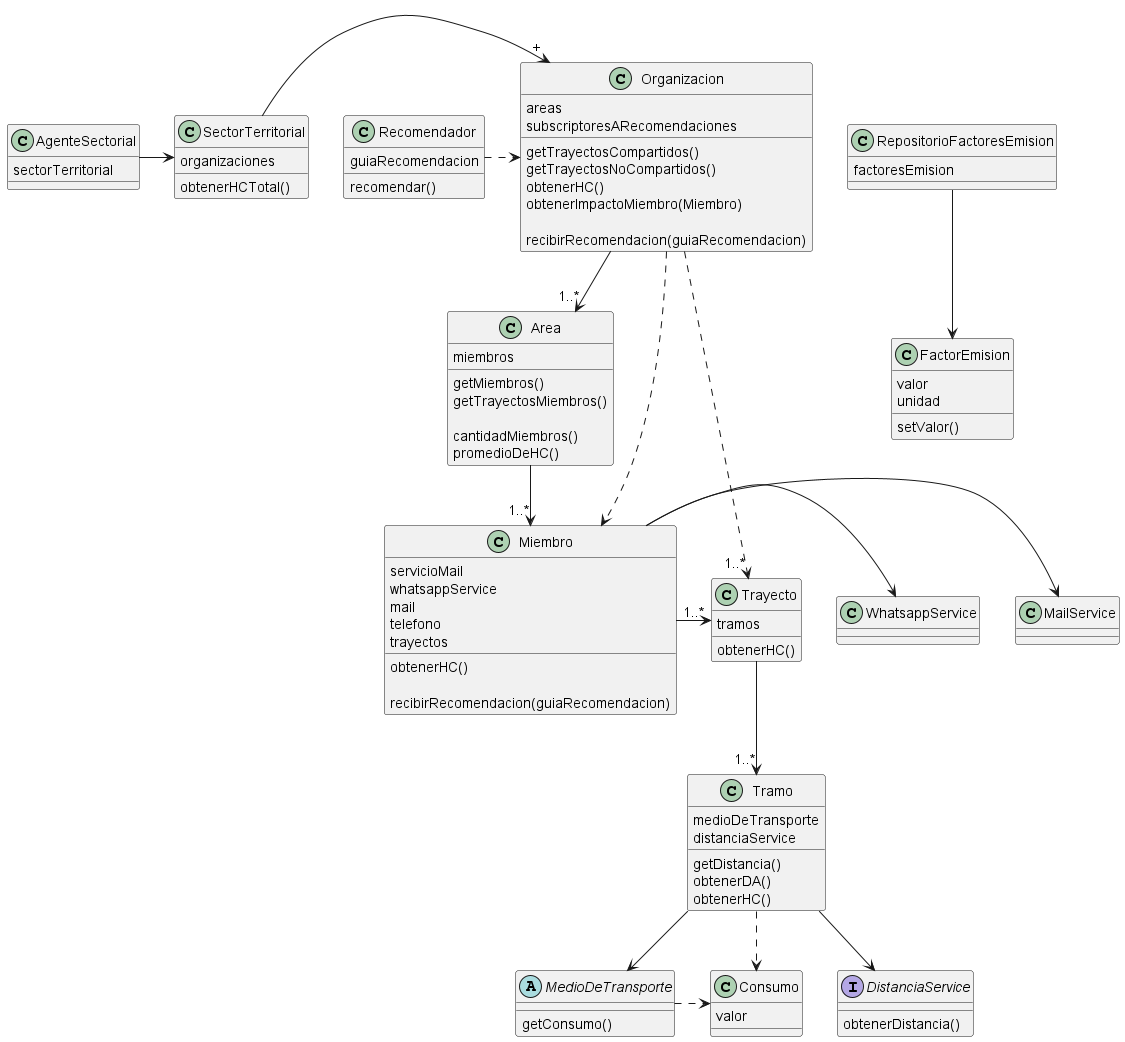 +
C Organizacion
areas
subscriptoresARecomendaciones
getTrayectosCompartidos()
getTrayectosNoCompartidos()
obtenerHC()
obtenerImpactoMiembro(Miembro)
recibirRecomendacion(guiaRecomendacion)
C AgenteSectorial
sectorTerritorial
C SectorTerritorial
organizaciones
obtenerHCTotal()
C Recomendador
guiaRecomendacion
recomendar()
C RepositorioFactoresEmision
factoresEmision
1..*
C Area
miembros
getMiembros()
getTrayectosMiembros()
cantidadMiembros()
promedioDeHC()
C FactorEmision
valor
unidad
setValor()
1..*
C Miembro
servicioMail
whatsappService
mail
telefono
trayectos
obtenerHC()
recibirRecomendacion(guiaRecomendacion)
1..*
1..*
C Trayecto
tramos
obtenerHC()
C WhatsappService
C MailService
1..*
C Tramo
medioDeTransporte
distanciaService
getDistancia()
obtenerDA()
obtenerHC()
A MedioDeTransporte
getConsumo()
C Consumo
valor
I DistanciaService
obtenerDistancia()